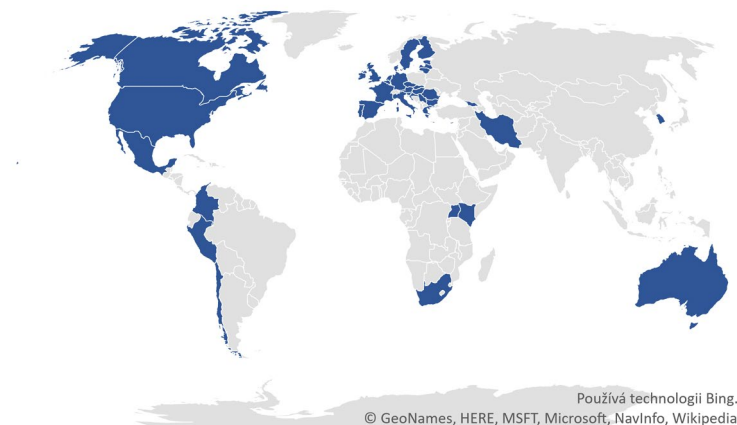 Používá technologii Bing.
© GeoNames, HERE, MSFT, Microsoft, NavInfo, Wikipedia